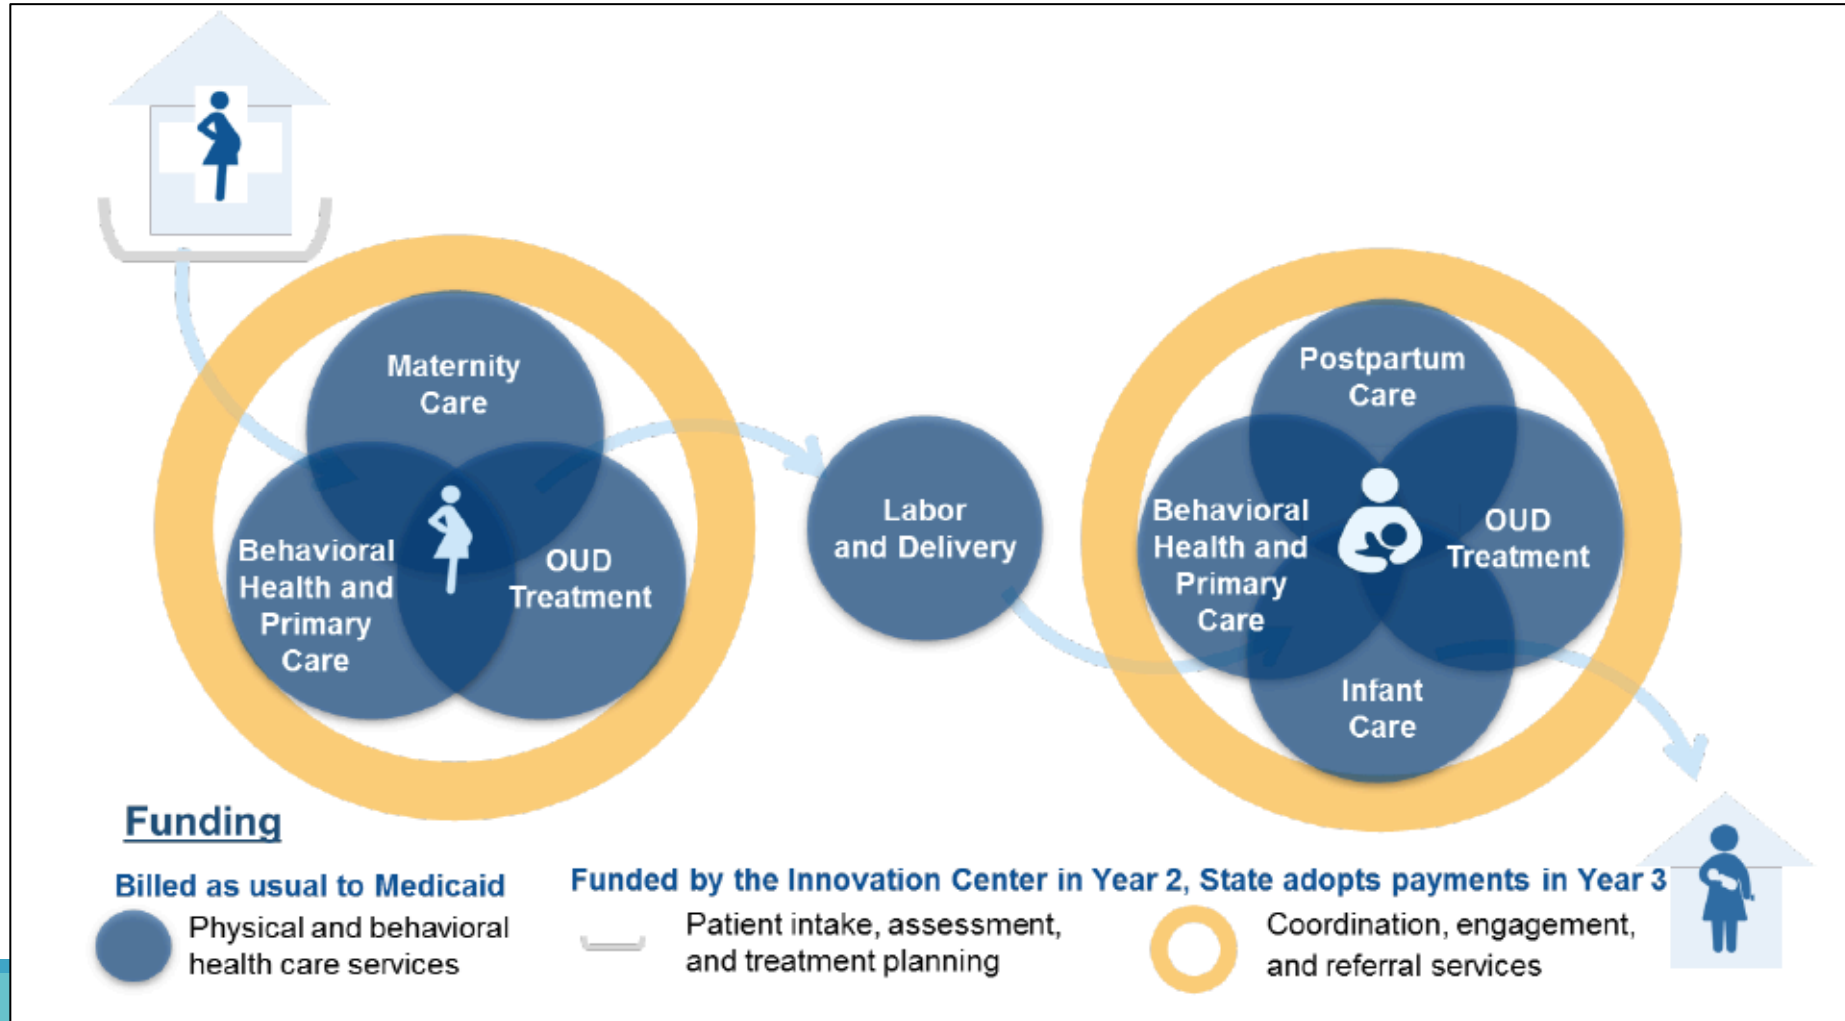 Maternity
Care
Behavioral
Health and
Primary
Care
OUD
Treatment
Labor
and Delivery
Postpartum
Care
Behavioral
Health and
Primary
Care
OUD
Treatment
Infant
Care
Funding
Billed as usual to Medicaid
Physical and behavioral
health care services
Funded by the Innovation Center in Year 2, State adopts payments in Year 3
Patient intake, assessment,
and treatment planning
Coordination, engagement,
and referral services